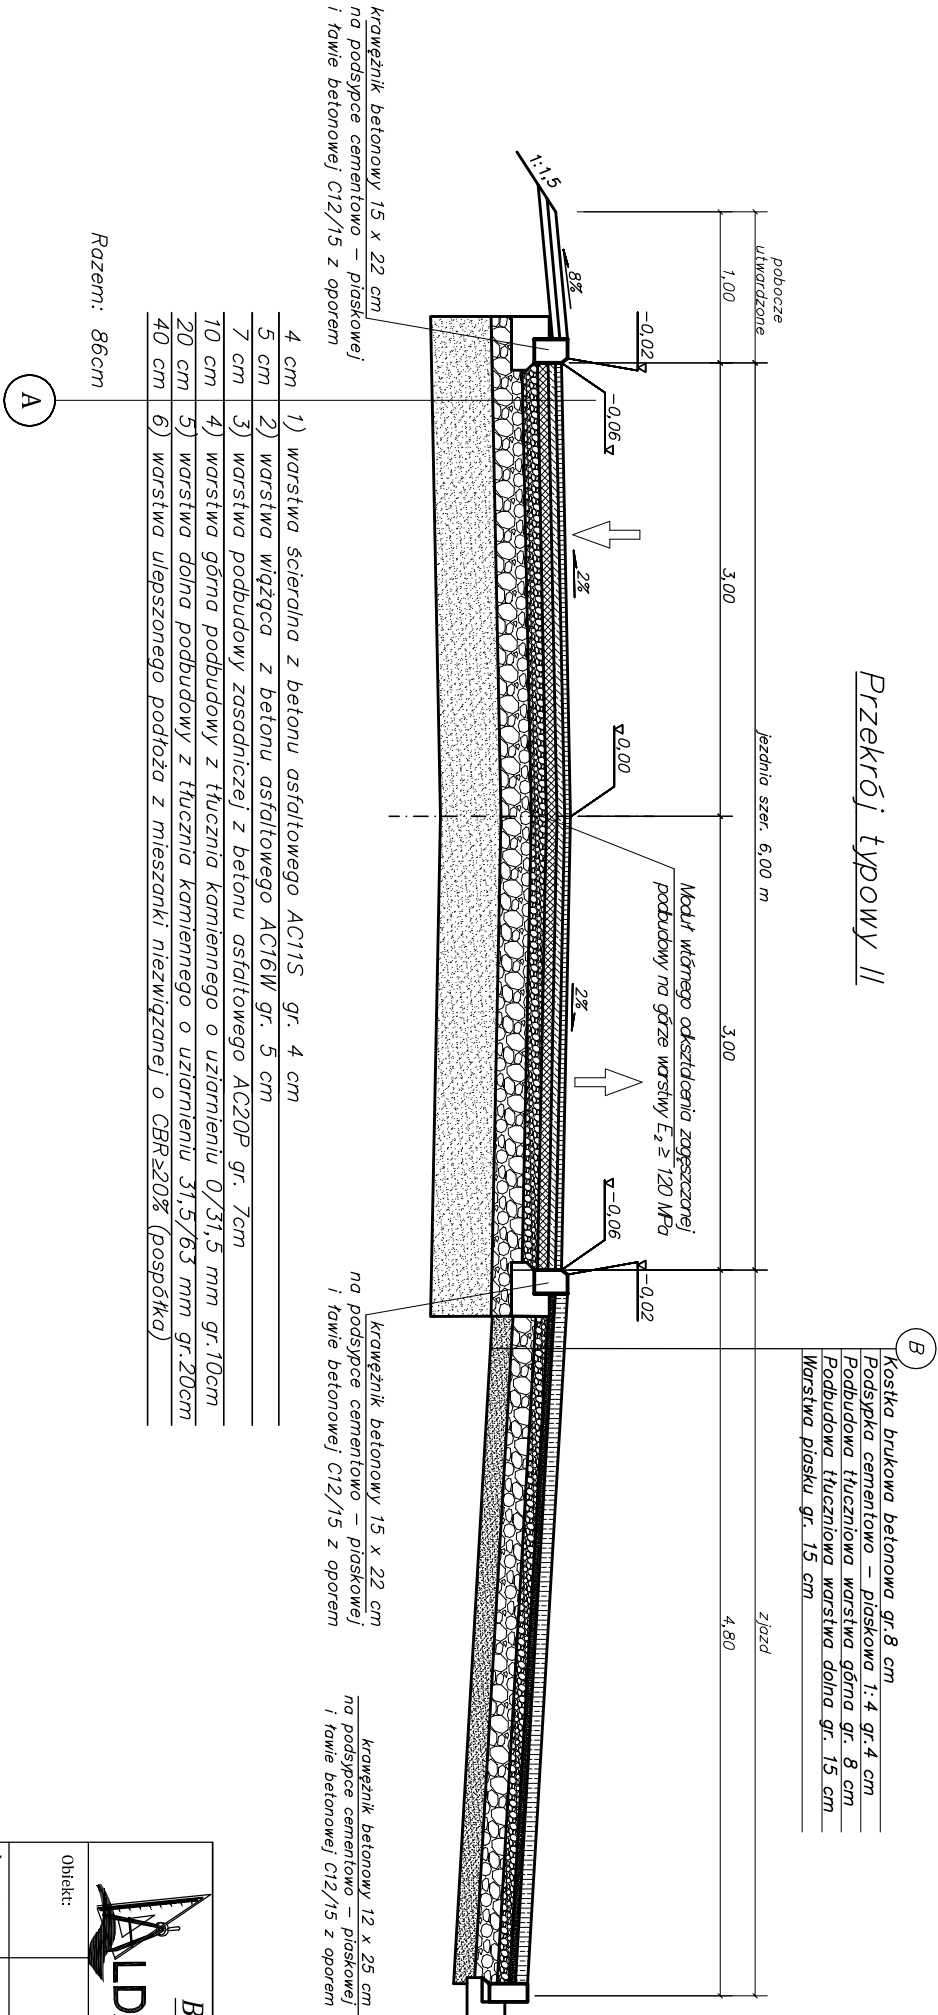 Przekrój typowy II
Kostka brukowa betonowa gr.8 cm
Podsypka cementowo - piaskowa 1:4 gr.4 cm
Podbudowa tłuczniowa warstwa górna gr. 8 cm
Podbudowa tłuczniowa warstwa dolna gr. 15 cm
Warstwa piasku gr. 15 cm
B
pobocze
utwardzone
jezdnia szer. 6,00 m
zjazd
1,00
3,00
3,00
4,80
Moduł wtórnego odkształcenia zagęszczonej
podbudowy na górze warstwy E₂ ≥ 120 MPa
-0,02
-0,06
0,00
-0,06
-0,02
1:1,5
8%
2%
2%
krawężnik betonowy 15 x 22 cm
na podsypce cementowo - piaskowej
i ławie betonowej C12/15 z oporem
krawężnik betonowy 15 x 22 cm
na podsypce cementowo - piaskowej
i ławie betonowej C12/15 z oporem
krawężnik betonowy 12 x 25 cm
na podsypce cementowo - piaskowej
i ławie betonowej C12/15 z oporem
4 cm 1) warstwa ścieralna z betonu asfaltowego AC11S gr. 4 cm
5 cm 2) warstwa wiążąca z betonu asfaltowego AC16W gr. 5 cm
7 cm 3) warstwa podbudowy zasadniczej z betonu asfaltowego AC20P gr. 7cm
10 cm 4) warstwa górna podbudowy z tłucznia kamiennego o uziarnieniu 0/31,5 mm gr.10cm
20 cm 5) warstwa dolna podbudowy z tłucznia kamiennego o uziarnieniu 31,5/63 mm gr.20cm
40 cm 6) warstwa ulepszonego podłoża z mieszanki niezwiązanej o CBR≥20% (pospółka)
Razem: 86cm
A
B
LD
Obiekt: